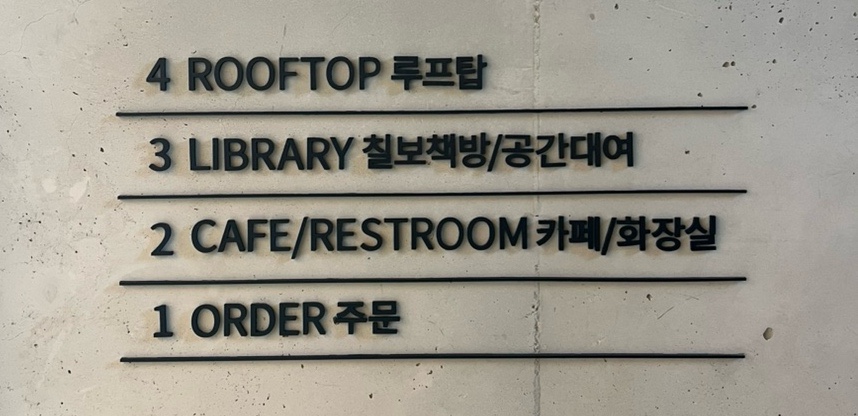 4 ROOFTOP 루프탑
3 LIBRARY 칠보책방/공간대여
2 CAFE/RESTROOM 카페/화장실
1 ORDER 주문